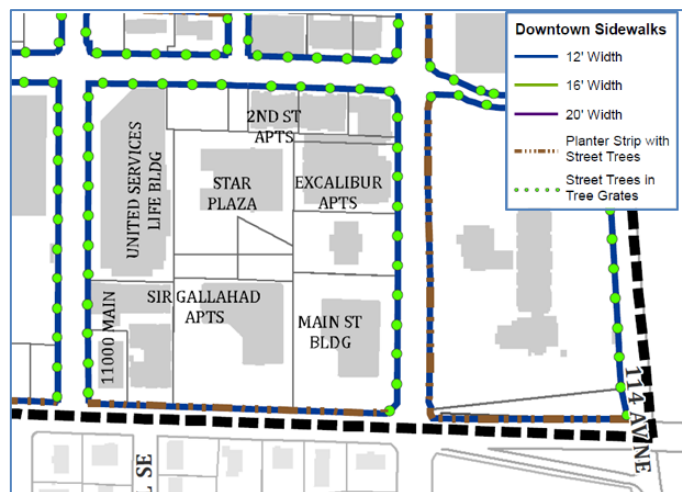 Downtown Sidewalks
12' Width
16' Width
20' Width
Planter Strip with
Street Trees
Street Trees in
Tree Grates
2ND ST
APTS
UNITED SERVICES
LIFE BLDG
STAR
PLAZA
EXCALIBUR
APTS
SIR GALLAHAD
APTS
11000 MAIN
MAIN ST
BLDG
114 AV NE
SE